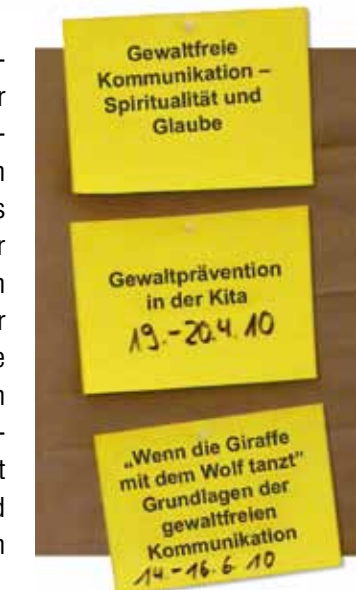 Gewaltfreie
Kommunikation –
Spiritualität und
Glaube
Gewaltprävention
in der Kita
19.-20.4.10
„Wenn die Giraffe
mit dem Wolf tanzt”
Grundlagen der
gewaltfreien
Kommunikation
14.-16.6.10